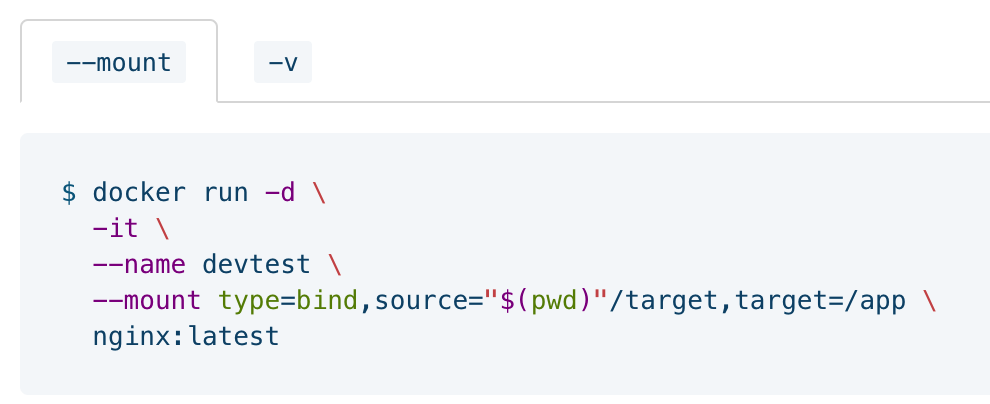 --mount -v
$ docker run -d \
-it \
--name devtest \
--mount type=bind,source="$(pwd)"/target,target=/app \
nginx:latest